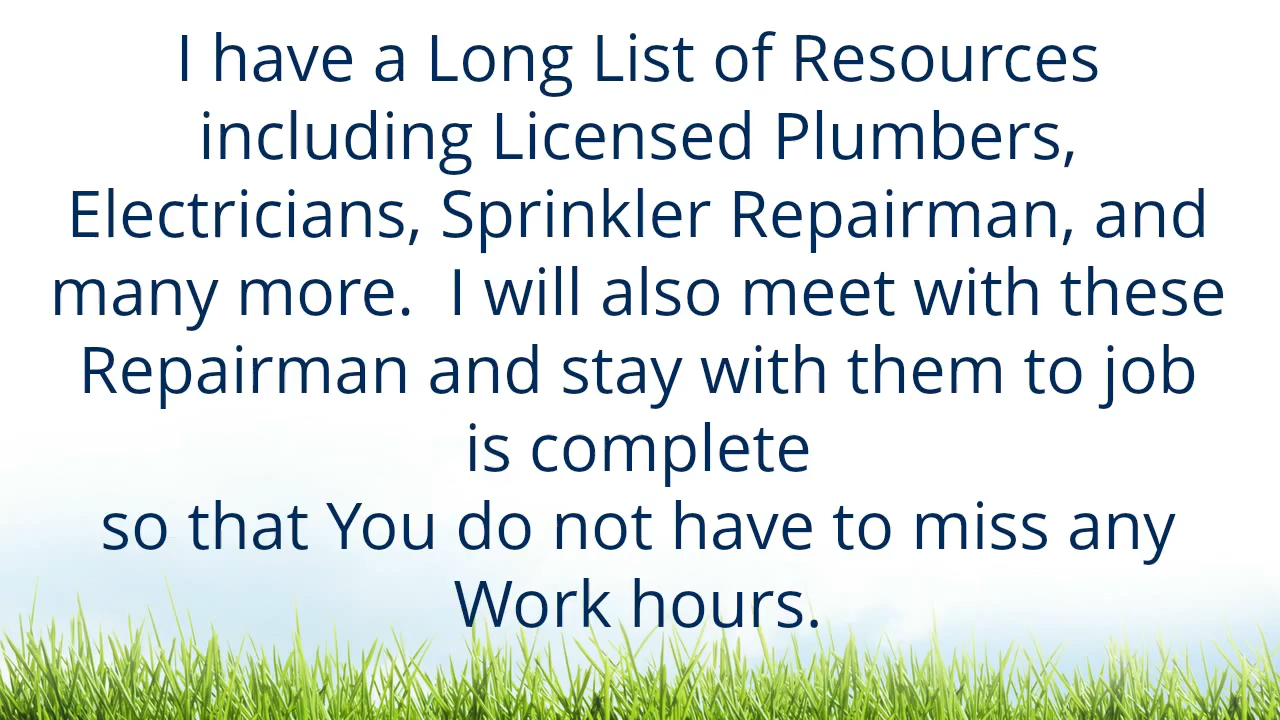 I have a Long List of Resources
including Licensed Plumbers,
Electricians, Sprinkler Repairman, and
many more.  I will also meet with these
Repairman and stay with them to job
is complete
so that You do not have to miss any
Work hours.